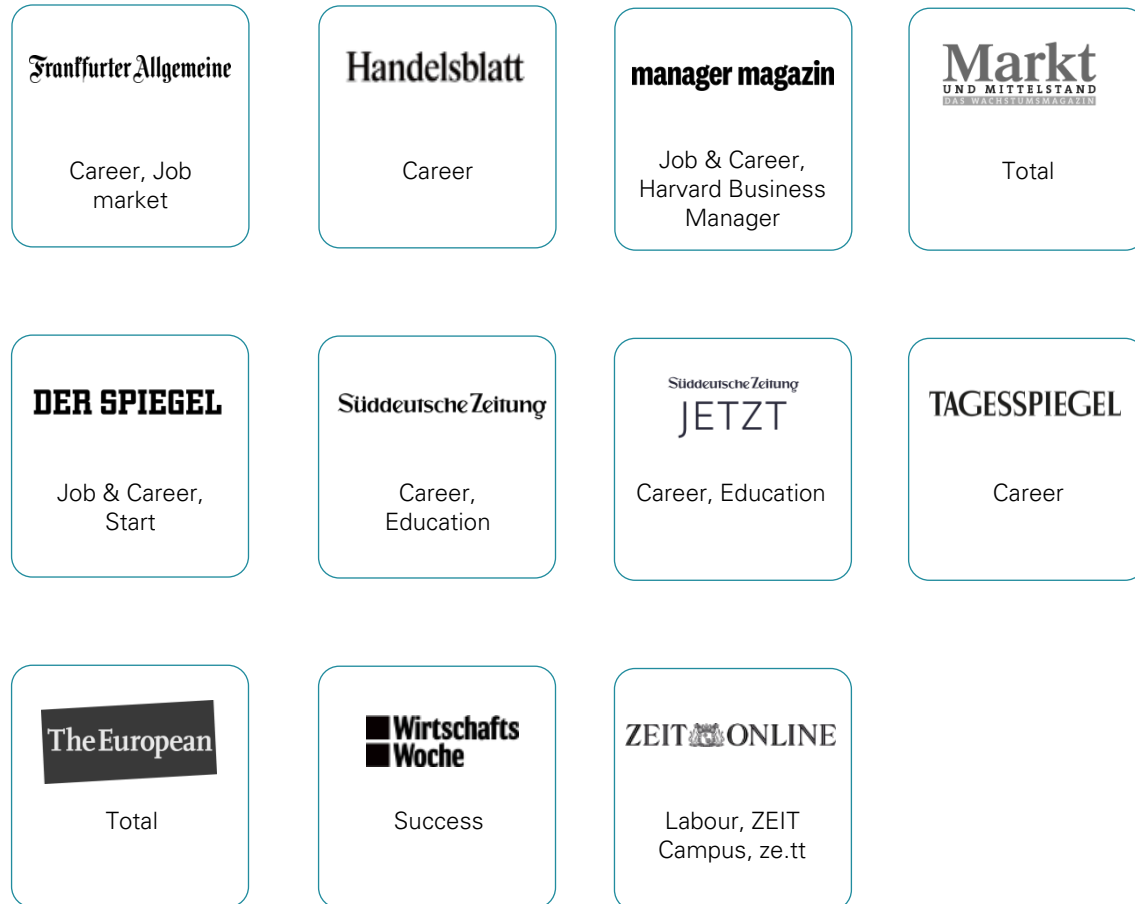 Frankfurter Allgemeine
Career, Job
market
Handelsblatt
Career
manager magazin
Job & Career,
Harvard Business
Manager
Markt
UND MITTELSTAND
DAS WACHSTUMSMAGAZIN
Total
DER SPIEGEL
Job & Career,
Start
Süddeutsche Zeitung
Career,
Education
Süddeutsche Zeitung
JETZT
Career, Education
TAGESSPIEGEL
Career
The European
Total
Wirtschafts
Woche
Success
ZEIT ONLINE
Labour, ZEIT
Campus, ze.tt